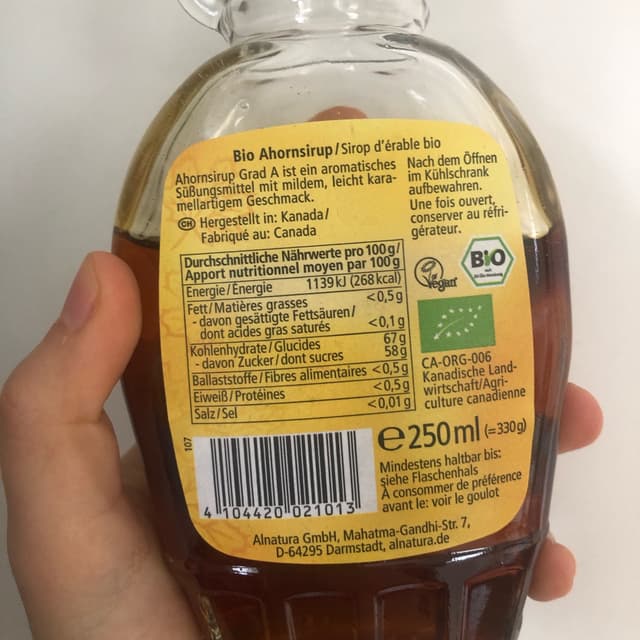 Bio Ahornsirup/Sirop d'érable bio
Ahornsirup Grad A ist ein aromatisches
Süßungsmittel mit mildem, leicht kara-
mellartigem Geschmack.
CH Hergestellt in: Kanada/
Fabriqué au: Canada
Nach dem Öffnen
im Kühlschrank
aufbewahren.
Une fois ouvert,
conserver au réfri-
gérateur.
Durchschnittliche Nährwerte pro 100 g/
Apport nutritionnel moyen par 100 g
Energie/Énergie 1139 kJ (268 kcal)
Fett/Matières grasses <0,5 g
- davon gesättigte Fettsäuren/
dont acides gras saturés <0,1 g
Kohlenhydrate/Glucides 67 g
- davon Zucker/dont sucres 58 g
Ballaststoffe/Fibres alimentaires <0,5 g
Eiweiß/Protéines <0,5 g
Salz/Sel <0,01 g
Vegan
BIO
CA-ORG-006
Kanadische Land-
wirtschaft/Agri-
culture canadienne
107
4 104420 021013
e 250 ml (=330 g)
Mindestens haltbar bis:
siehe Flaschenhals
À consommer de préférence
avant le: voir le goulot
Alnatura GmbH, Mahatma-Gandhi-Str. 7,
D-64295 Darmstadt, alnatura.de